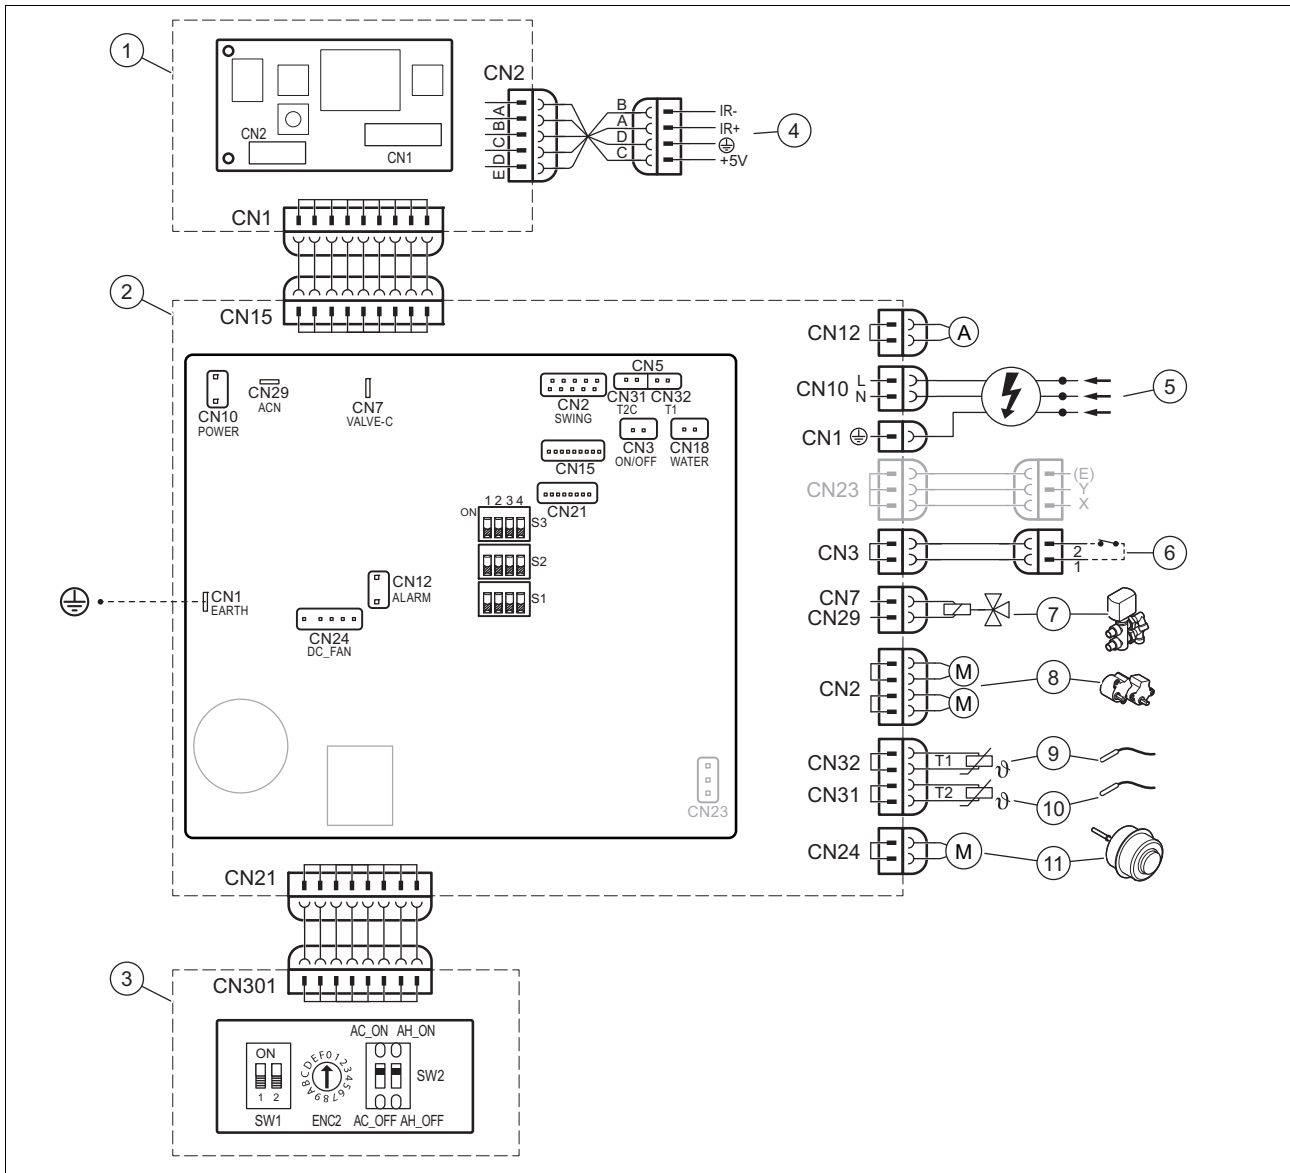 1
CN2
CN1
CN2
A
B
C
D
E
B
A
D
C
IR-
IR+
+5V
4
CN1
2
CN15
CN10
POWER
CN29
ACN
CN7
VALVE-C
CN2
SWING
CN5
CN31
T2C
CN32
T1
CN3
ON/OFF
CN18
WATER
CN15
CN21
1 2 3 4
ON
S3
S2
S1
CN12
ALARM
CN1
EARTH
CN24
DC_FAN
CN23
CN12
A
CN10
L
N
5
CN1
CN23
(E)
Y
X
CN3
2
1
6
CN7
CN29
7
CN2
M
M
8
CN32
T1
ϑ
9
CN31
T2
ϑ
10
CN24
M
11
CN21
3
CN301
AC_ON AH_ON
ON
1 2
SW1
0123456789ABCDEF
ENC2
SW2
AC_OFF AH_OFF